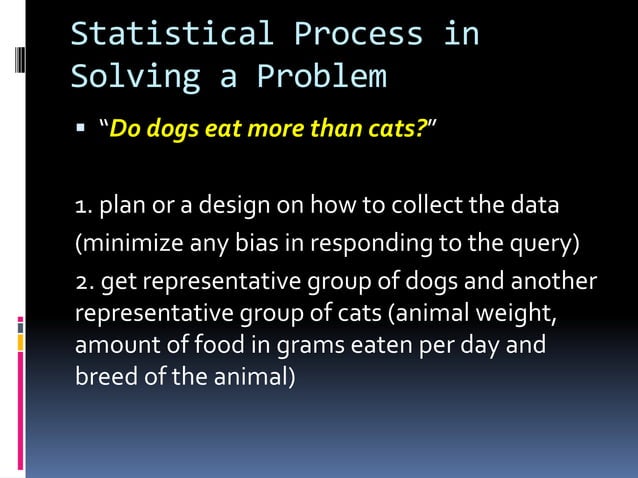 Statistical Process in
Solving a Problem
“Do dogs eat more than cats?”
1. plan or a design on how to collect the data
(minimize any bias in responding to the query)
2. get representative group of dogs and another
representative group of cats (animal weight,
amount of food in grams eaten per day and
breed of the animal)